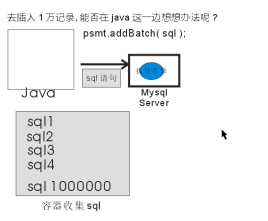 去插入 1 万记录, 能否在 java 这一边想想办法呢 ?
psmt.addBatch( sql );
sql 语句
Java
Mysql
Server
sql1
sql2
sql3
sql4
sql 1000000
容器收集 sql